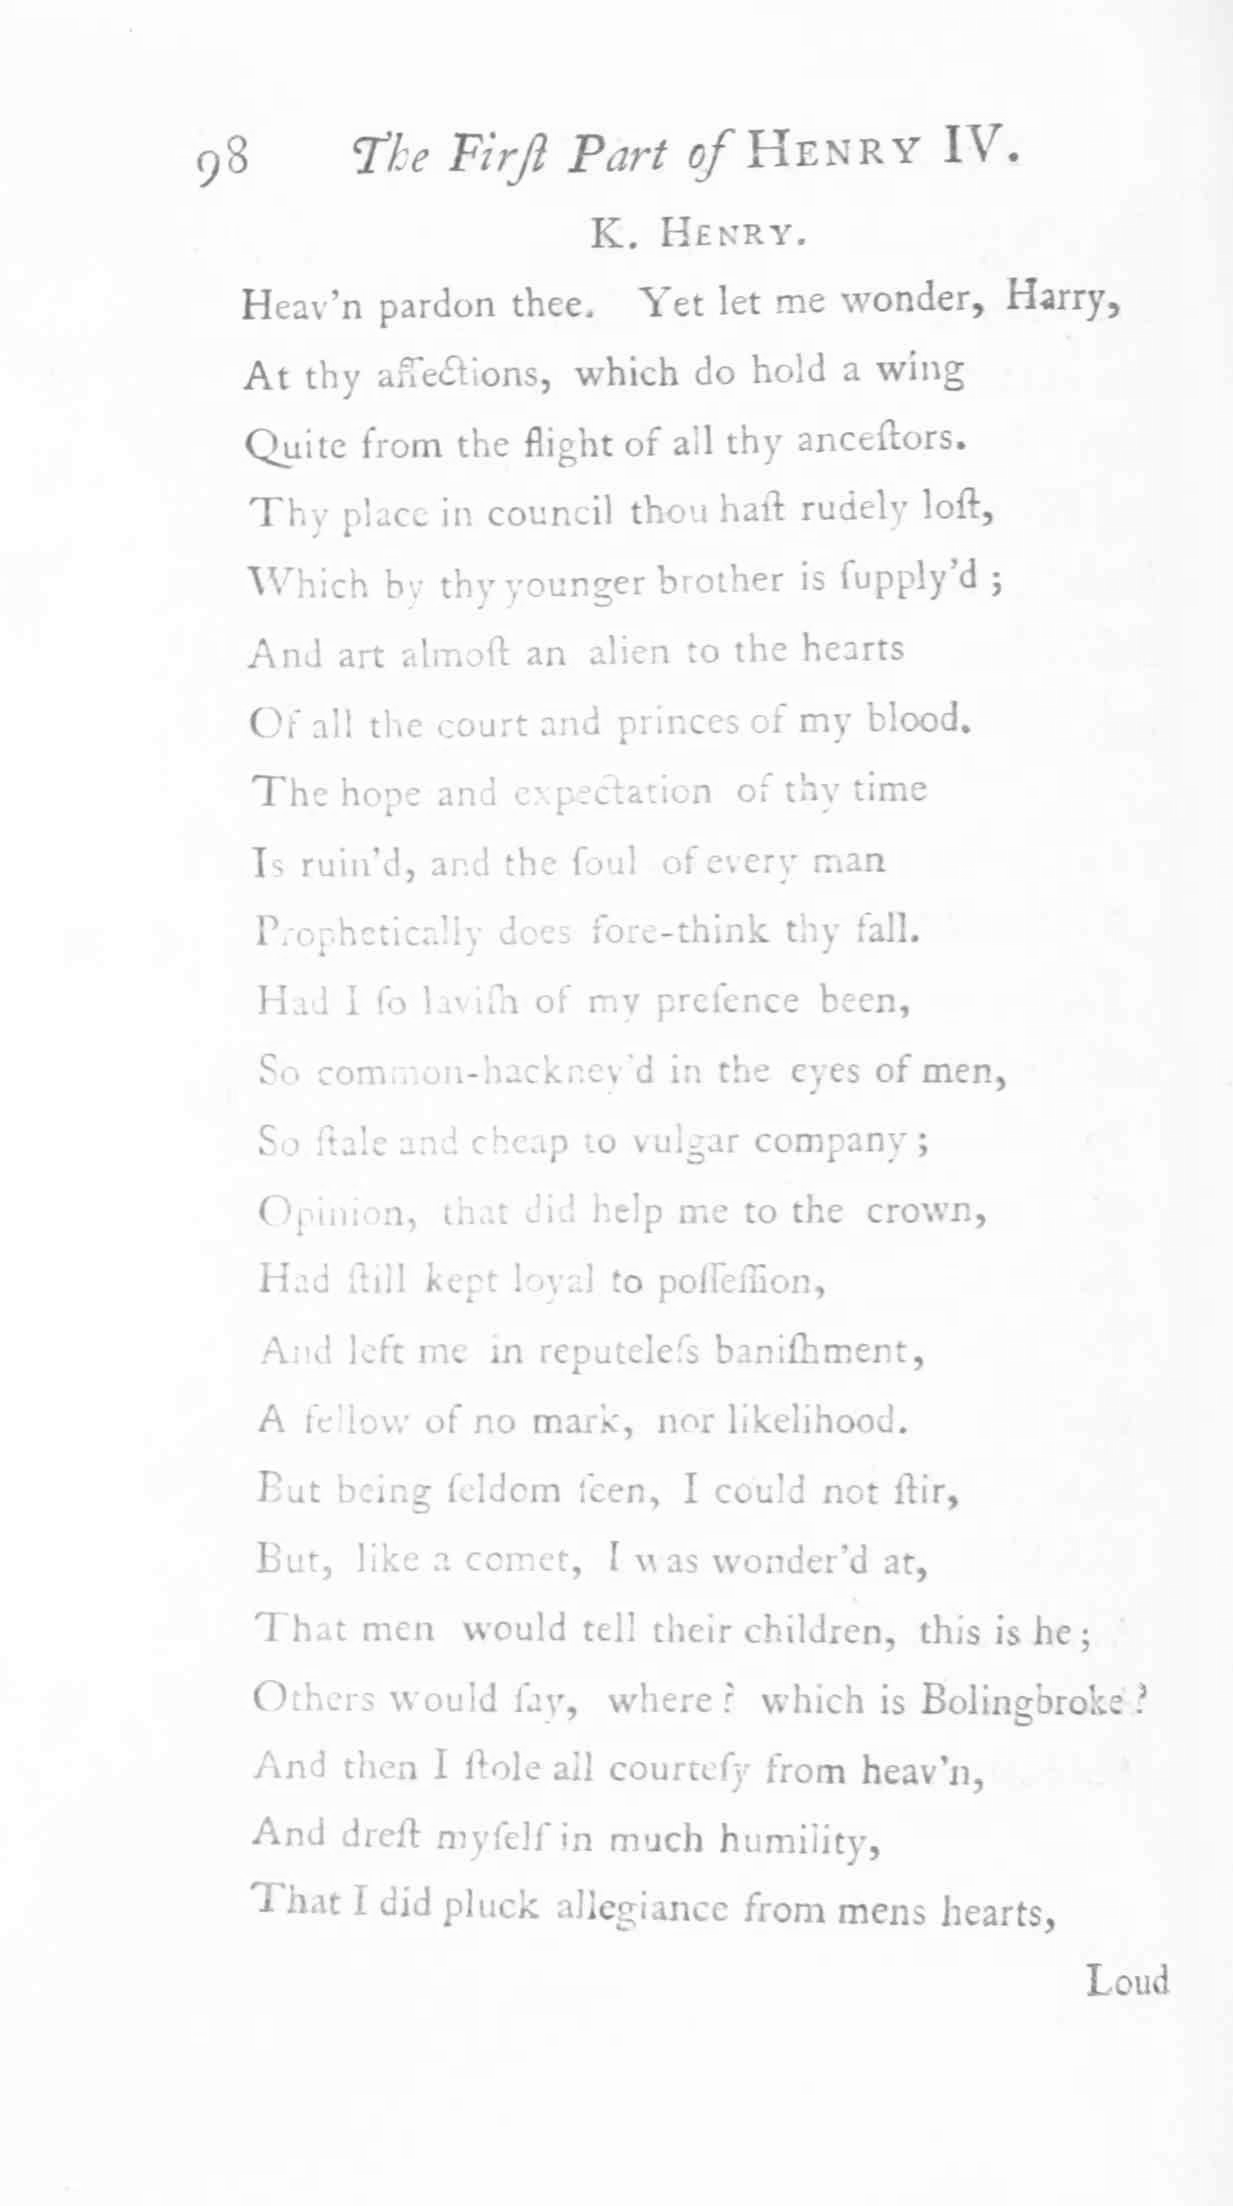 98 The Firſt Part of HENRY IV.
K. HENRY.
Heav'n pardon thee. Yet let me wonder, Harry,
At thy affections, which do hold a wing
Quite from the flight of all thy anceſtors.
Thy place in council thou haſt rudely loſt,
Which by thy younger brother is ſupply'd ;
And art almoſt an alien to the hearts
Of all the court and princes of my blood.
The hope and expectation of thy time
Is ruin'd, and the ſoul of every man
Prophetically does fore-think thy fall.
Had I ſo laviſh of my preſence been,
So common-hackney'd in the eyes of men,
So ſtale and cheap to vulgar company ;
Opinion, that did help me to the crown,
Had ſtill kept loyal to poſſeſſion,
And left me in reputeleſs baniſhment,
A fellow of no mark, nor likelihood.
But being ſeldom ſeen, I could not ſtir,
But, like a comet, I was wonder'd at,
That men would tell their children, this is he ;
Others would ſay, where ? which is Bolingbroke ?
And then I ſtole all courteſy from heav'n,
And dreſt myſelf in much humility,
That I did pluck allegiance from mens hearts,
Loud